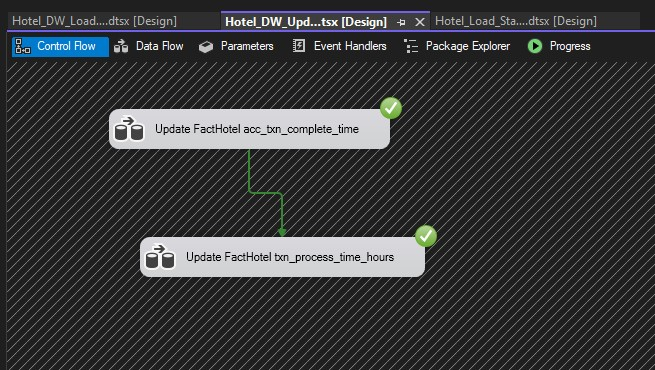 Hotel_DW_Load....dtsx [Design]
Hotel_DW_Upd...tsx [Design]
Hotel_Load_Sta....dtsx [Design]
Control Flow
Data Flow
Parameters
Event Handlers
Package Explorer
Progress
Update FactHotel acc_txn_complete_time
Update FactHotel txn_process_time_hours